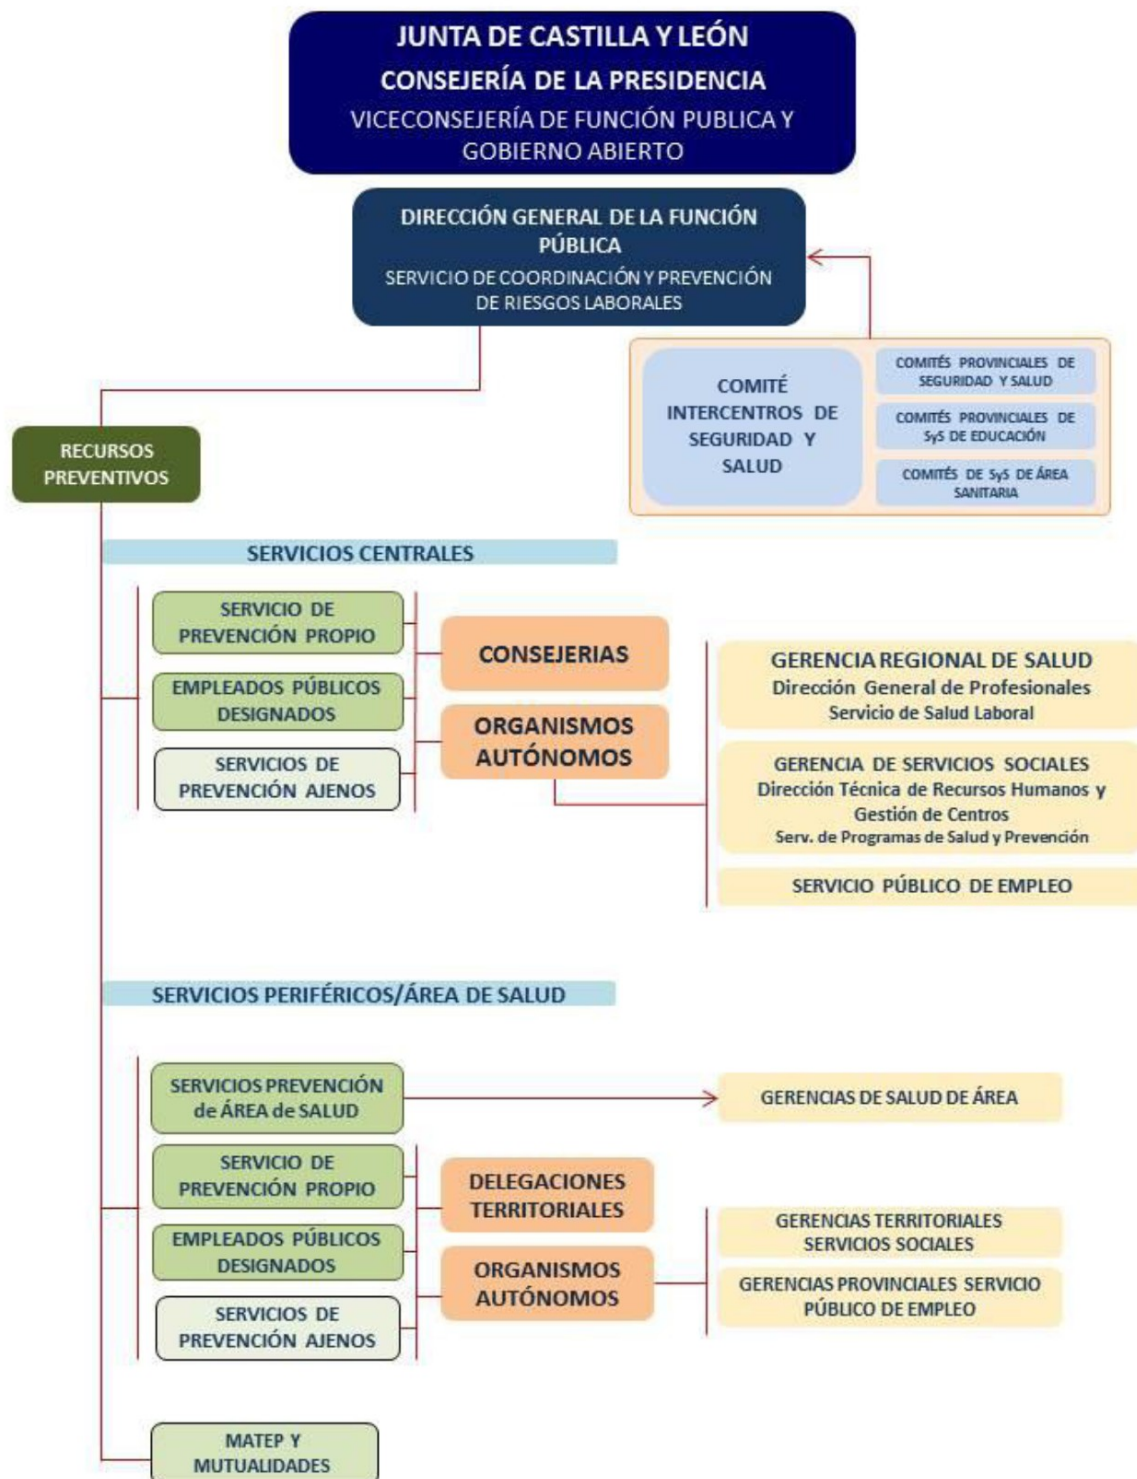 JUNTA DE CASTILLA Y LEÓN
CONSEJERÍA DE LA PRESIDENCIA
VICECONSEJERÍA DE FUNCIÓN PUBLICA Y
GOBIERNO ABIERTO
DIRECCIÓN GENERAL DE LA FUNCIÓN
PÚBLICA
SERVICIO DE COORDINACIÓN Y PREVENCIÓN
DE RIESGOS LABORALES
COMITÉ
INTERCENTROS DE
SEGURIDAD Y
SALUD
COMITÉS PROVINCIALES DE
SEGURIDAD Y SALUD
COMITÉS PROVINCIALES DE
SyS DE EDUCACIÓN
COMITÉS DE SyS DE ÁREA
SANITARIA
RECURSOS
PREVENTIVOS
SERVICIOS CENTRALES
SERVICIO DE
PREVENCIÓN PROPIO
EMPLEADOS PÚBLICOS
DESIGNADOS
SERVICIOS DE
PREVENCIÓN AJENOS
CONSEJERIAS
ORGANISMOS
AUTÓNOMOS
GERENCIA REGIONAL DE SALUD
Dirección General de Profesionales
Servicio de Salud Laboral
GERENCIA DE SERVICIOS SOCIALES
Dirección Técnica de Recursos Humanos y
Gestión de Centros
Serv. de Programas de Salud y Prevención
SERVICIO PÚBLICO DE EMPLEO
SERVICIOS PERIFÉRICOS/ÁREA DE SALUD
SERVICIOS PREVENCIÓN
de ÁREA de SALUD
GERENCIAS DE SALUD DE ÁREA
SERVICIO DE
PREVENCIÓN PROPIO
EMPLEADOS PÚBLICOS
DESIGNADOS
SERVICIOS DE
PREVENCIÓN AJENOS
DELEGACIONES
TERRITORIALES
ORGANISMOS
AUTÓNOMOS
GERENCIAS TERRITORIALES
SERVICIOS SOCIALES
GERENCIAS PROVINCIALES SERVICIO
PÚBLICO DE EMPLEO
MATEP Y
MUTUALIDADES